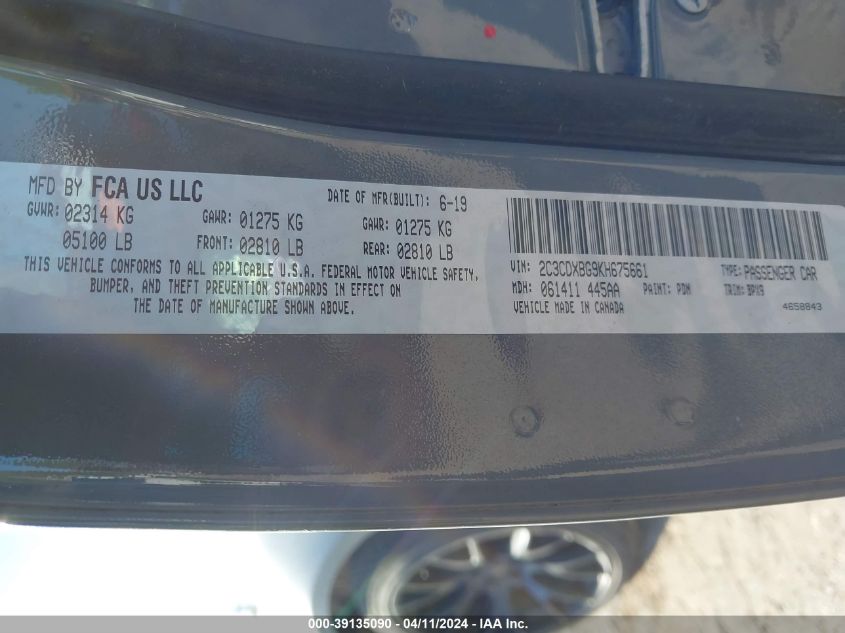 MFD BY FCA US LLC
DATE OF MFR(BUILT): 6-19
GVWR: 02314 KG
GAWR: 01275 KG
GAWR: 01275 KG
05100 LB
FRONT: 02810 LB
REAR: 02810 LB
THIS VEHICLE CONFORMS TO ALL APPLICABLE U.S.A. FEDERAL MOTOR VEHICLE SAFETY,
BUMPER, AND THEFT PREVENTION STANDARDS IN EFFECT ON
THE DATE OF MANUFACTURE SHOWN ABOVE.
VIN: 2C3CDXBG9KH675661
TYPE: PASSENGER CAR
MDH: 061411 445AA
PAINT: PDN
TRIM: BPX9
VEHICLE MADE IN CANADA
4658843
000-39135090 - 04/11/2024 - IAA Inc.